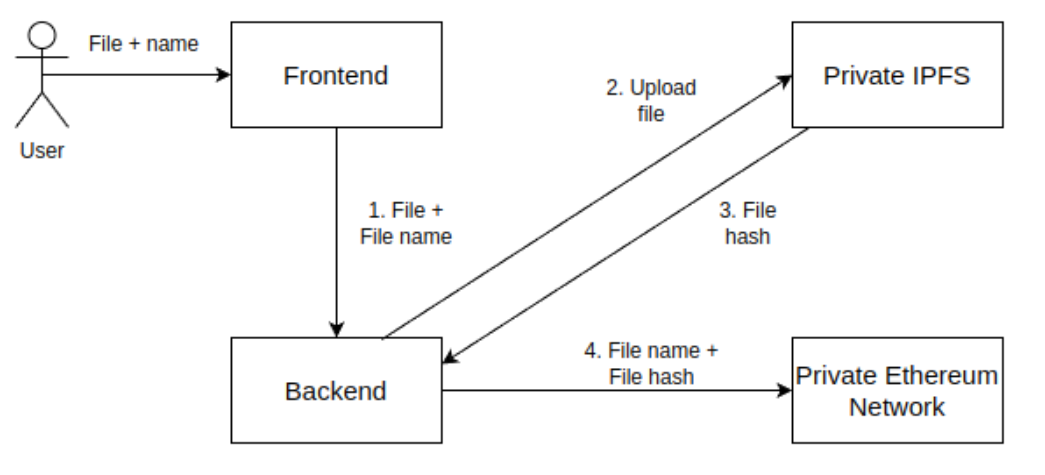 File + name
Frontend
Private IPFS
2. Upload
file
User
1. File +
File name
3. File
hash
4. File name +
File hash
Backend
Private Ethereum
Network